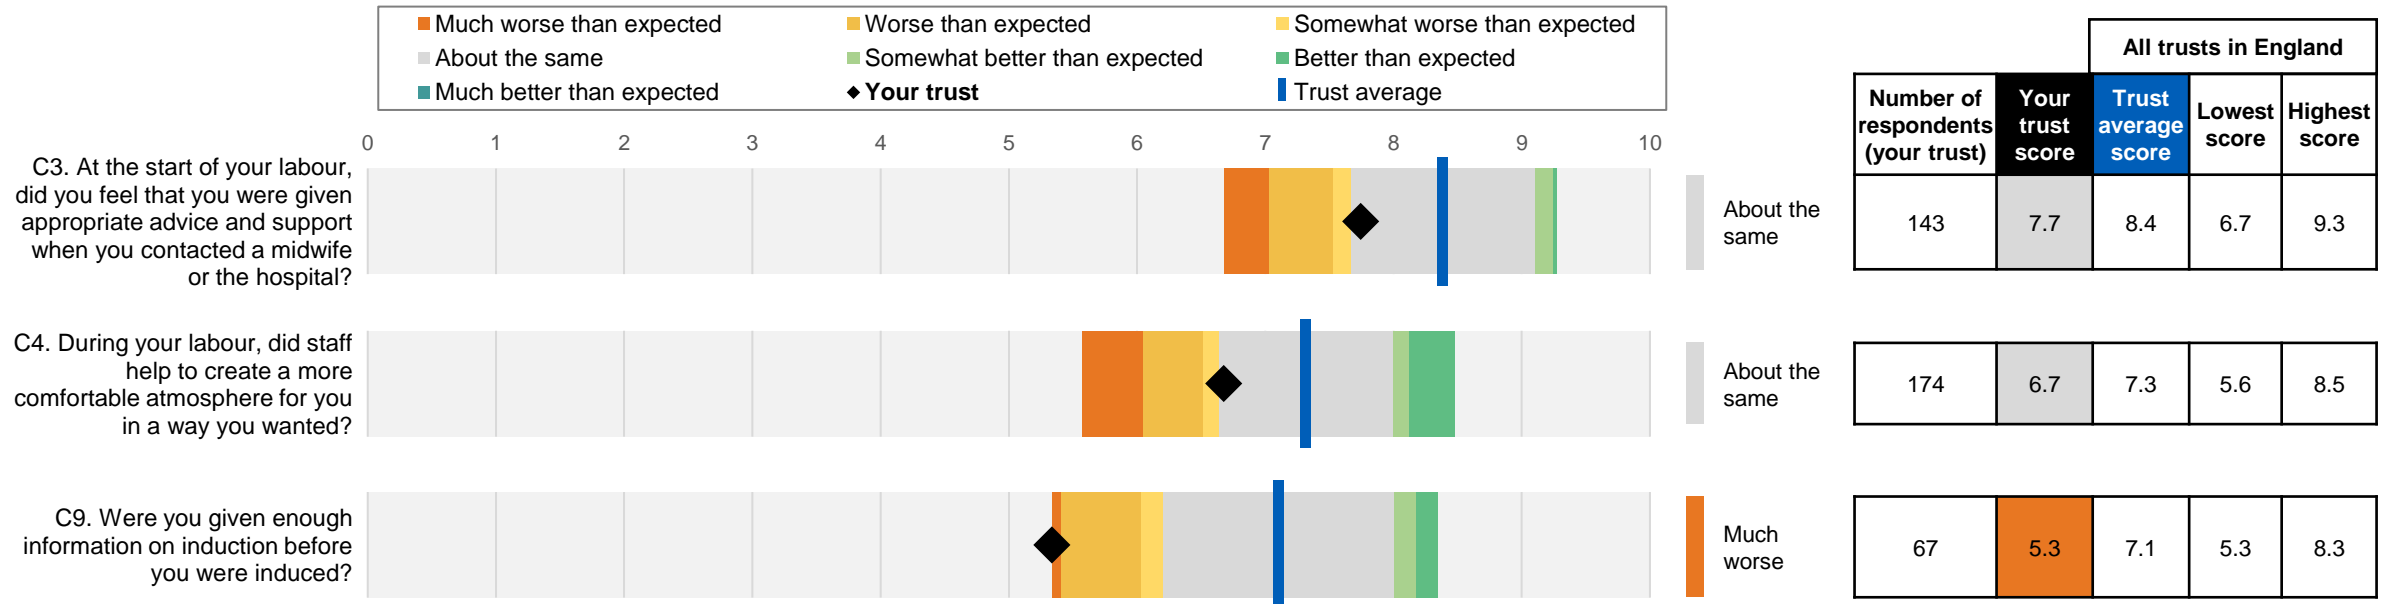 Much worse than expected
Worse than expected
Somewhat worse than expected
About the same
Somewhat better than expected
Better than expected
Much better than expected
Your trust
Trust average
All trusts in England
Number of
respondents
(your trust)
Your
trust
score
Trust
average
score
Lowest
score
Highest
score
0 1 2 3 4 5 6 7 8 9 10
C3. At the start of your labour,
did you feel that you were given
appropriate advice and support
when you contacted a midwife
or the hospital?
About the
same
143 7.7 8.4 6.7 9.3
C4. During your labour, did staff
help to create a more
comfortable atmosphere for you
in a way you wanted?
About the
same
174 6.7 7.3 5.6 8.5
C9. Were you given enough
information on induction before
you were induced?
Much
worse
67 5.3 7.1 5.3 8.3